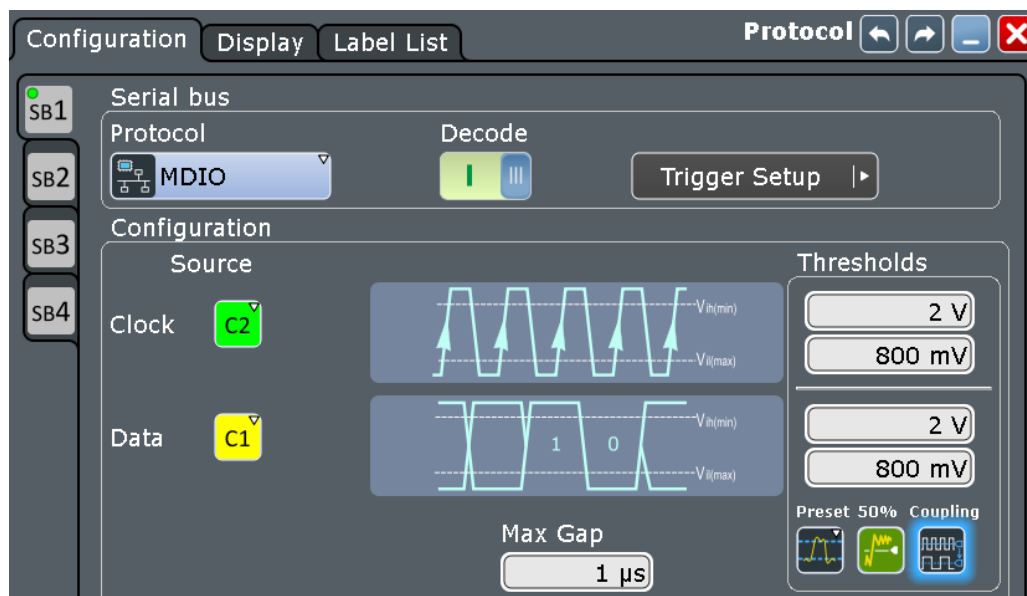 Configuration Display Label List Protocol
SB1
Serial bus
Protocol Decode
MDIO Trigger Setup
SB2
Configuration
SB3
Source Thresholds
SB4
Clock C2 Vih(min) 2 V
Vil(max) 800 mV
Data C1 1 0 Vih(min) 2 V
Vil(max) 800 mV
Preset 50% Coupling
Max Gap
1 µs